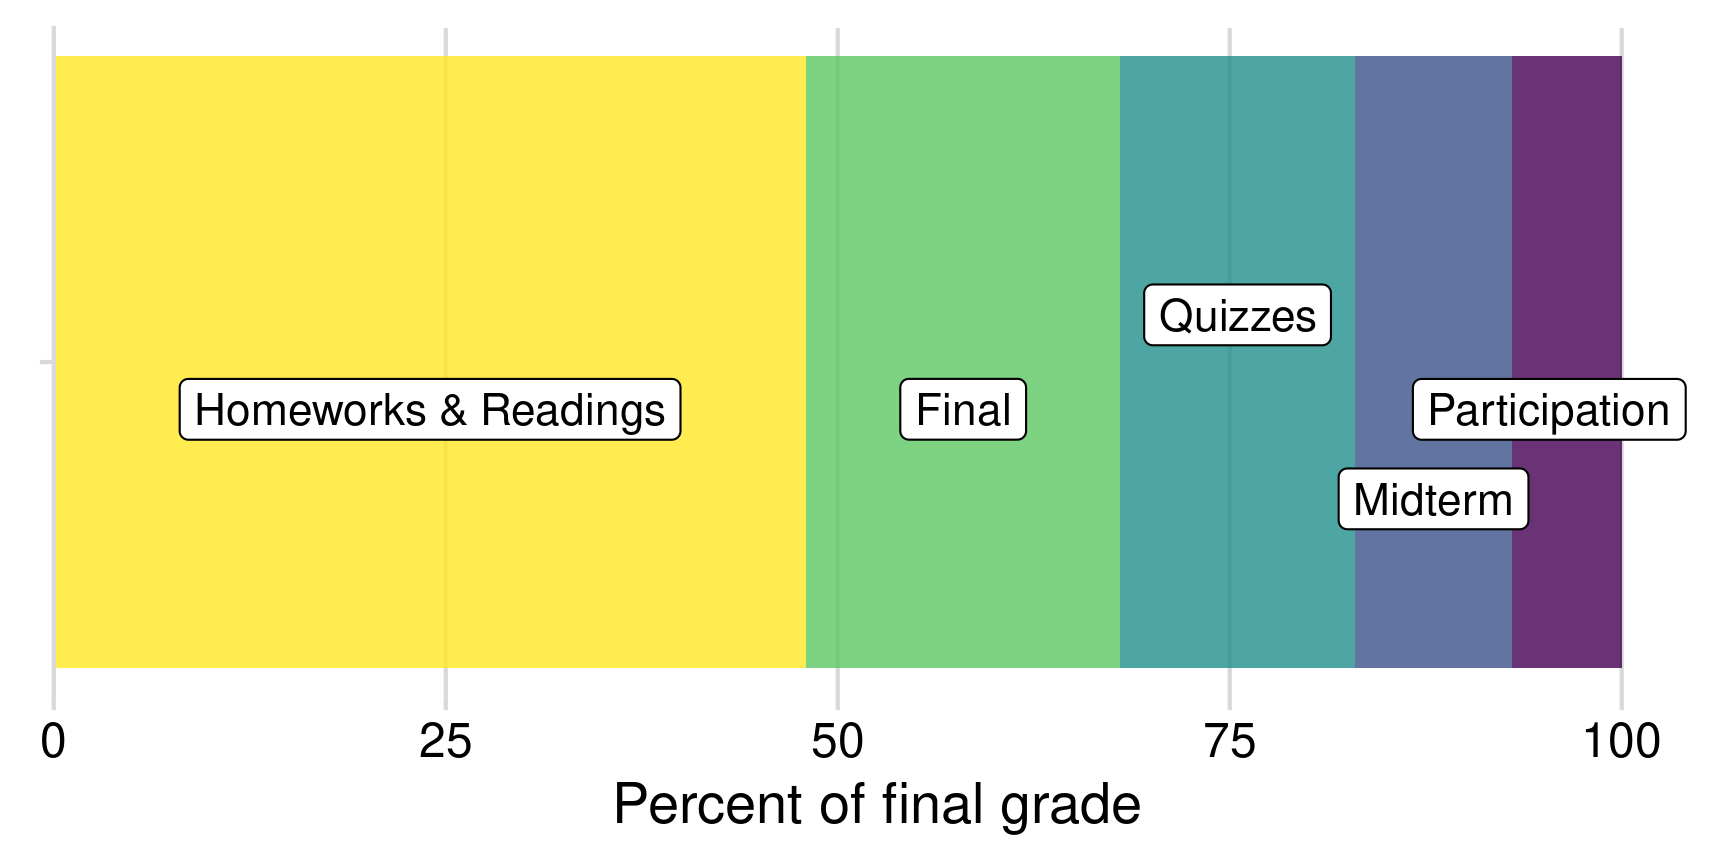 Quizzes
Homeworks & Readings Final Participation
Midterm
0 25 50 75 100
Percent of final grade